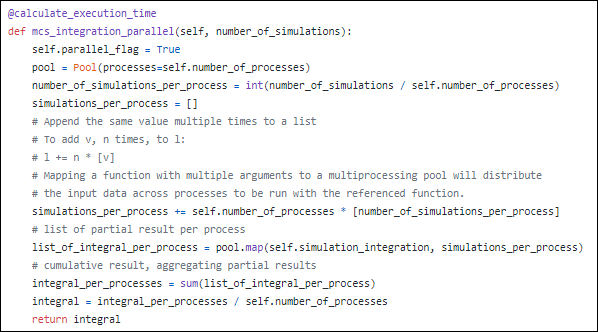 @calculate_execution_time
def mcs_integration_parallel(self, number_of_simulations):
    self.parallel_flag = True
    pool = Pool(processes=self.number_of_processes)
    number_of_simulations_per_process = int(number_of_simulations / self.number_of_processes)
    simulations_per_process = []
    # Append the same value multiple times to a list
    # To add v, n times, to l:
    # l += n * [v]
    # Mapping a function with multiple arguments to a multiprocessing pool will distribute
    # the input data across processes to be run with the referenced function.
    simulations_per_process += self.number_of_processes * [number_of_simulations_per_process]
    # list of partial result per process
    list_of_integral_per_process = pool.map(self.simulation_integration, simulations_per_process)
    # cumulative result, aggregating partial results
    integral_per_processes = sum(list_of_integral_per_process)
    integral = integral_per_processes / self.number_of_processes
    return integral